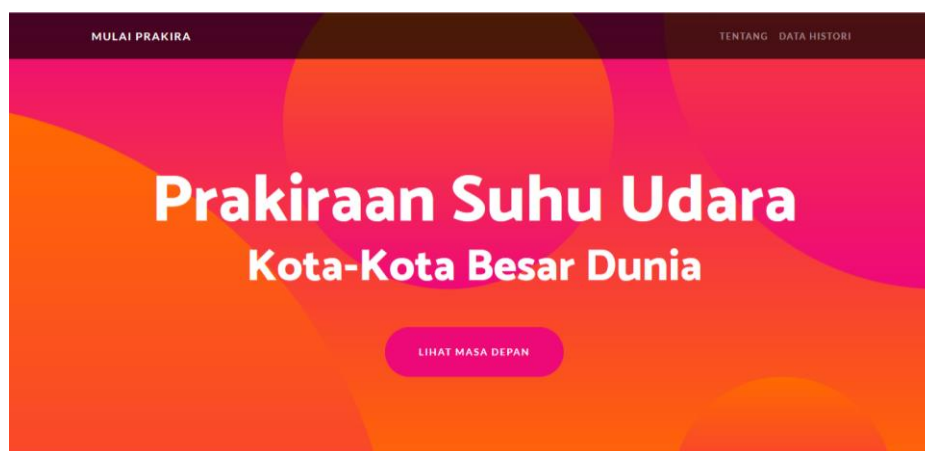 MULAI PRAKIRA
TENTANG DATA HISTORI
Prakiraan Suhu Udara
Kota-Kota Besar Dunia
LIHAT MASA DEPAN